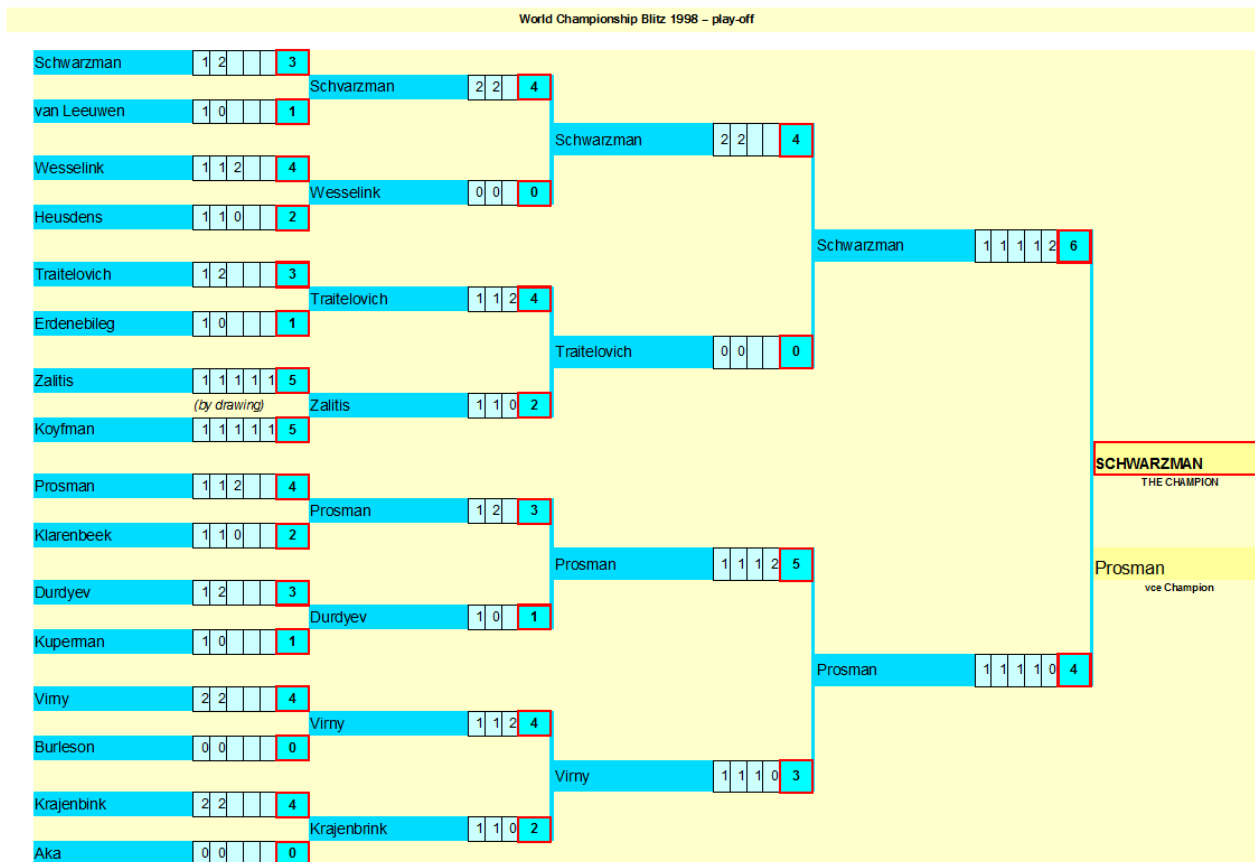 World Championship Blitz 1998 – play-off
Schwarzman 1 2 3
Schvarzman 2 2 4
van Leeuwen 1 0 1
Schwarzman 2 2 4
Wesselink 1 1 2 4
Wesselink 0 0 0
Heusdens 1 1 0 2
Schwarzman 1 1 1 1 2 6
Traitelovich 1 2 3
Traitelovich 1 1 2 4
Erdenebileg 1 0 1
Traitelovich 0 0 0
Zalitis 1 1 1 1 1 5
(by drawing)
Zalitis 1 1 0 2
Koyfman 1 1 1 1 1 5
SCHWARZMAN
THE CHAMPION
Prosman 1 1 2 4
Prosman 1 2 3
Klarenbeek 1 1 0 2
Prosman 1 1 1 2 5
Prosman
vce Champion
Durdyev 1 2 3
Durdyev 1 0 1
Kuperman 1 0 1
Prosman 1 1 1 1 0 4
Virny 2 2 4
Virny 1 1 2 4
Burleson 0 0 0
Virny 1 1 1 0 3
Krajenbink 2 2 4
Krajenbrink 1 1 0 2
Aka 0 0 0